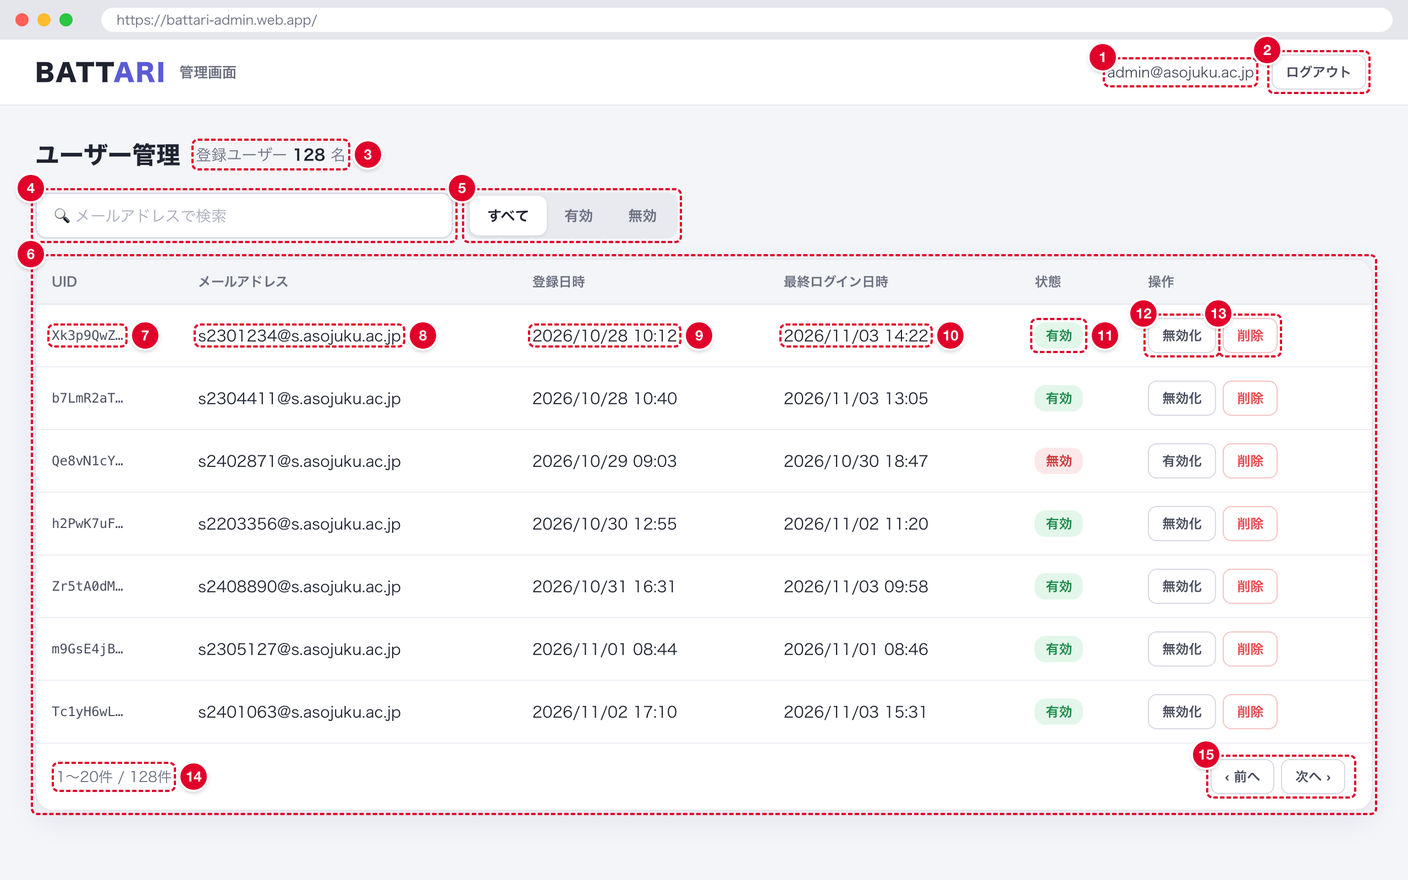 https://battari-admin.web.app/
BATTARI 管理画面
1 admin@asojuku.ac.jp 2 ログアウト
ユーザー管理 登録ユーザー 128 名 3
4 🔍 メールアドレスで検索 5 すべて 有効 無効
6
UID メールアドレス 登録日時 最終ログイン日時 状態 操作
Xk3p9QwZ… 7 s2301234@s.asojuku.ac.jp 8 2026/10/28 10:12 9 2026/11/03 14:22 10 有効 11 12 無効化 13 削除
b7LmR2aT… s2304411@s.asojuku.ac.jp 2026/10/28 10:40 2026/11/03 13:05 有効 無効化 削除
Qe8vN1cY… s2402871@s.asojuku.ac.jp 2026/10/29 09:03 2026/10/30 18:47 無効 有効化 削除
h2PwK7uF… s2203356@s.asojuku.ac.jp 2026/10/30 12:55 2026/11/02 11:20 有効 無効化 削除
Zr5tA0dM… s2408890@s.asojuku.ac.jp 2026/10/31 16:31 2026/11/03 09:58 有効 無効化 削除
m9GsE4jB… s2305127@s.asojuku.ac.jp 2026/11/01 08:44 2026/11/01 08:46 有効 無効化 削除
Tc1yH6wL… s2401063@s.asojuku.ac.jp 2026/11/02 17:10 2026/11/03 15:31 有効 無効化 削除
1〜20件 / 128件 14 15 ‹ 前へ 次へ ›